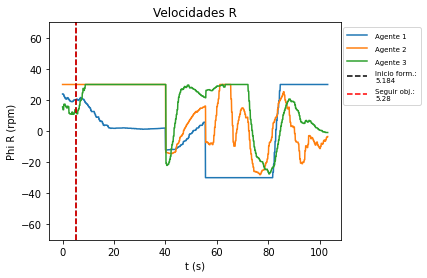 Velocidades R
Phi R (rpm)
60
40
20
0
−20
−40
−60
0
20
40
60
80
100
t (s)
Agente 1
Agente 2
Agente 3
Inicio form.:
5.184
Seguir obj.:
5.28